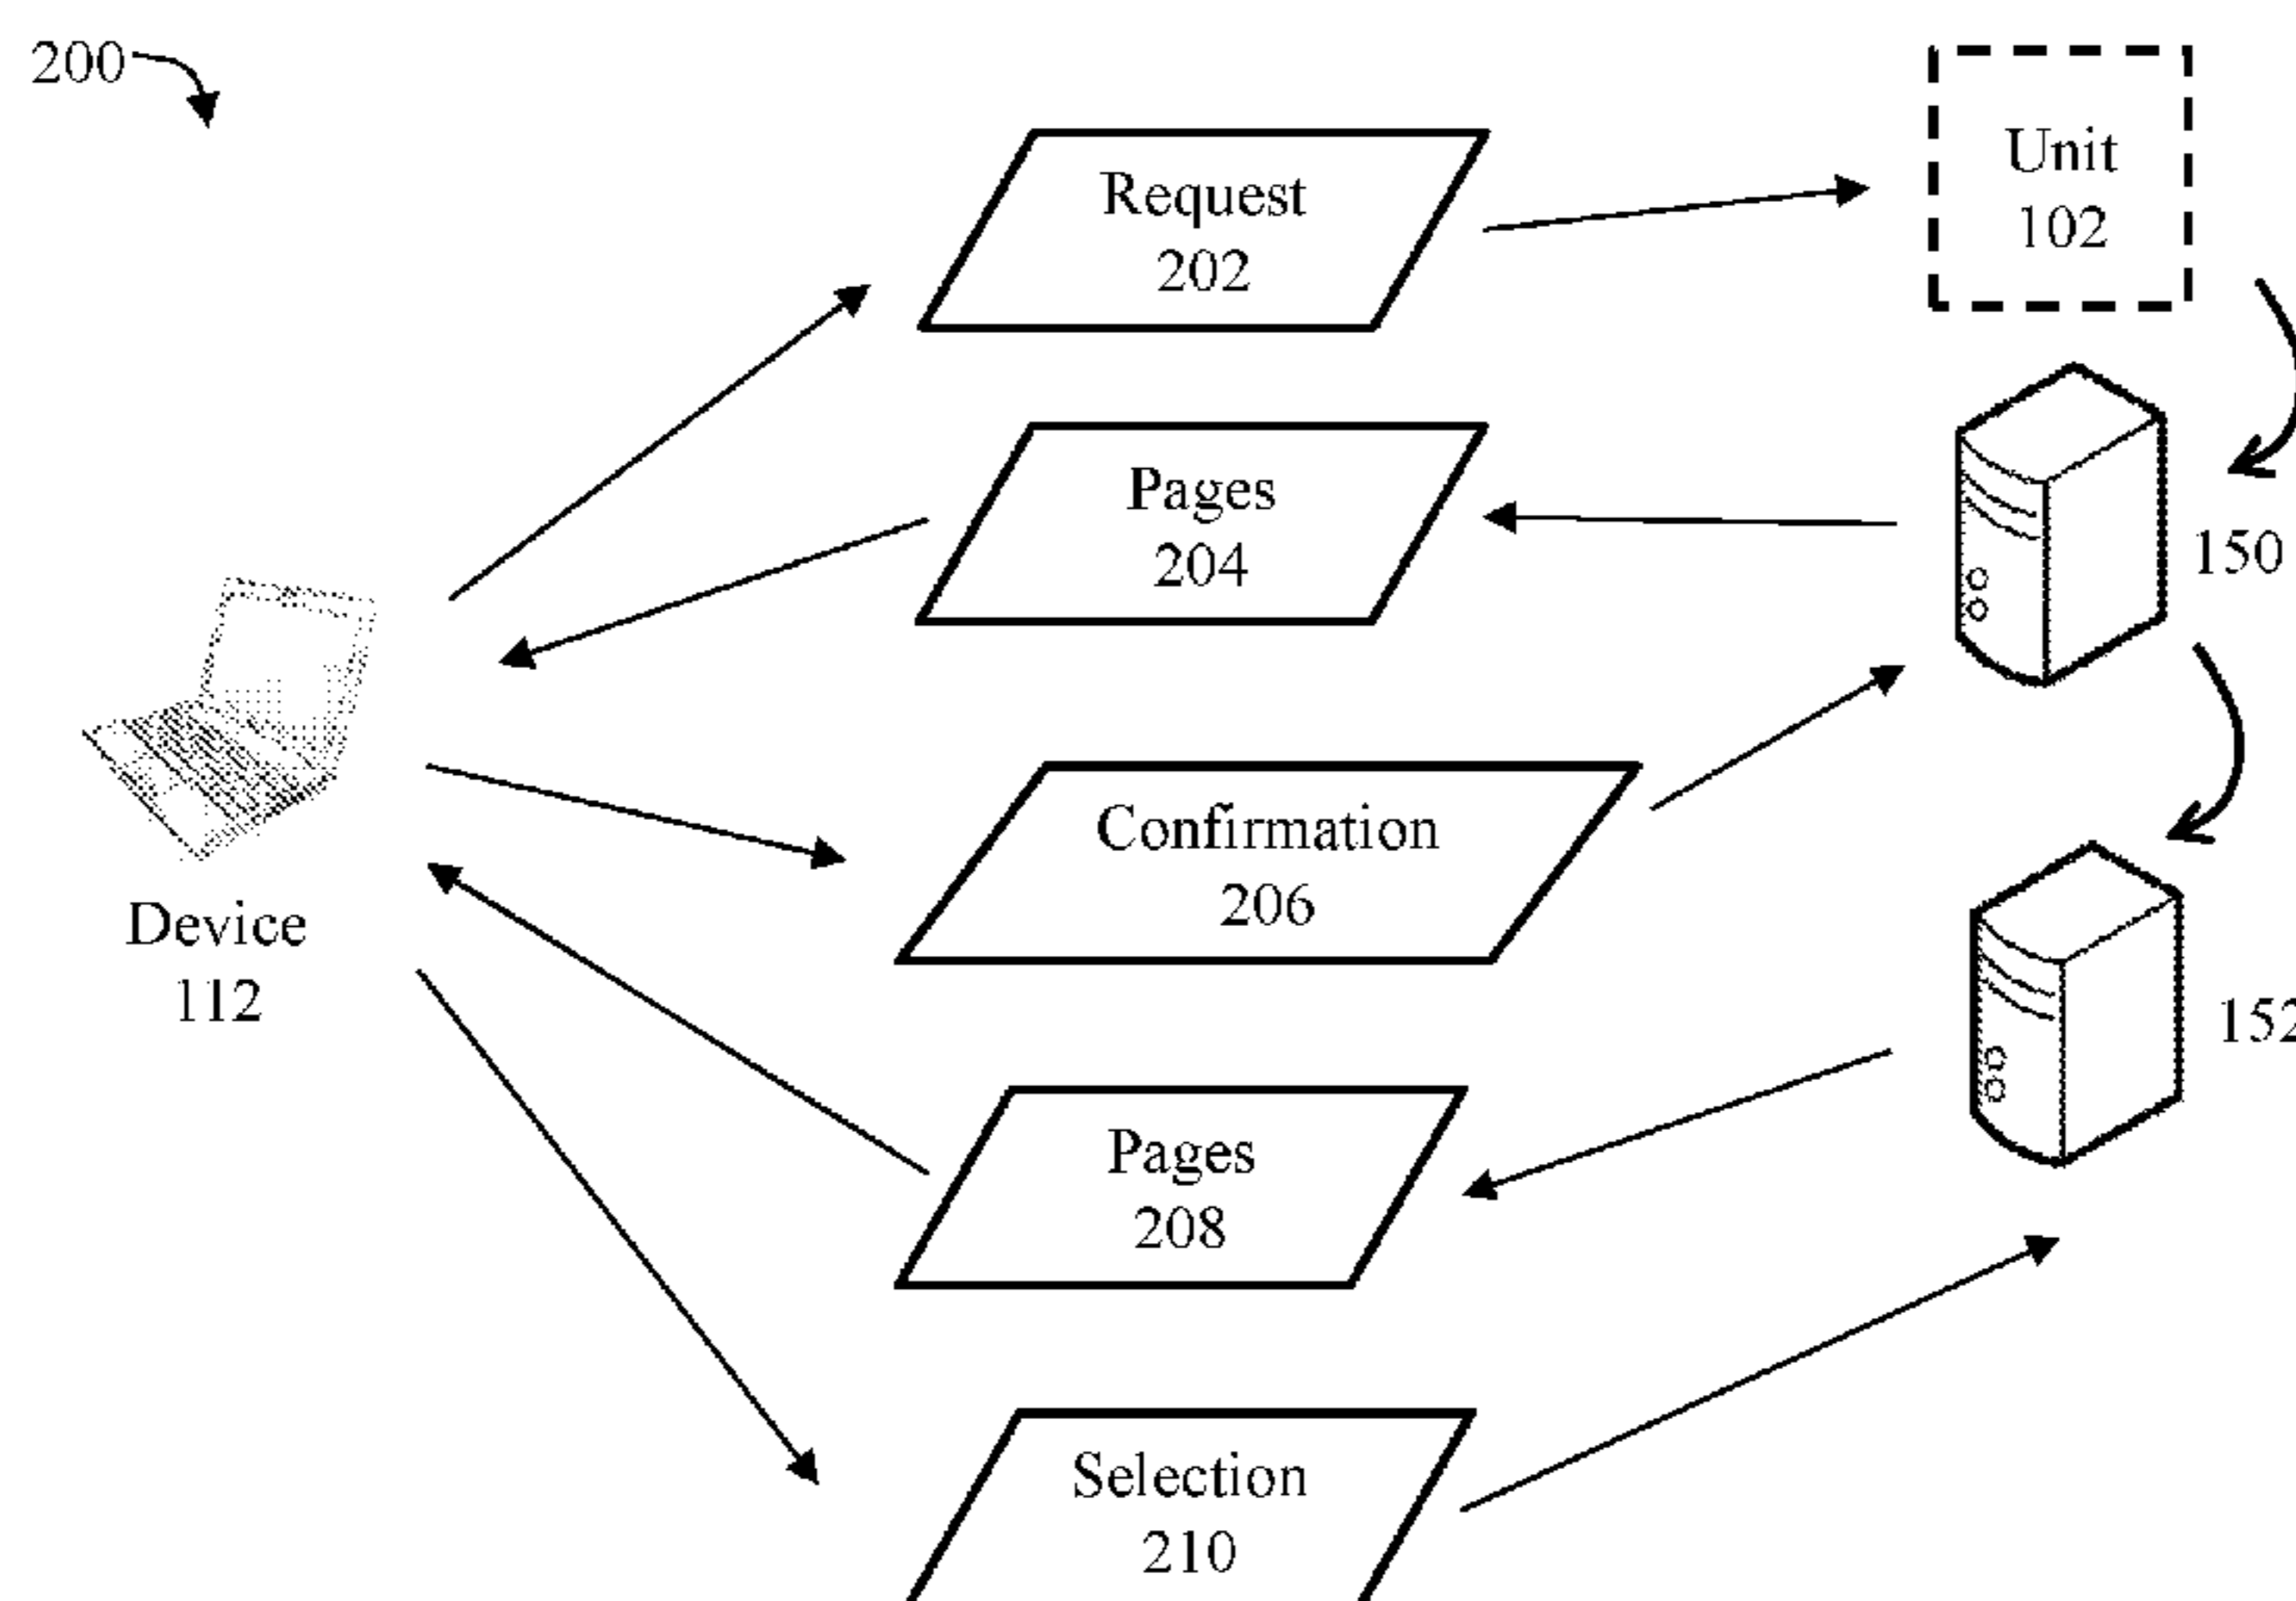 200
Request
202
Unit
102
Pages
204
150
Confirmation
206
Device
112
152
Pages
208
Selection
210